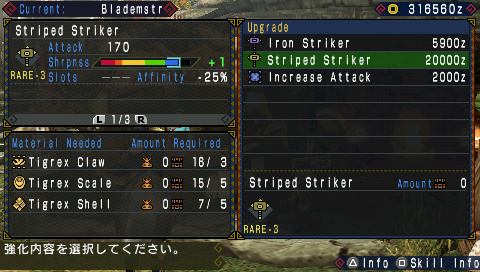 Current: Blademstr
316560z
Striped Striker
Attack 170
Shrpnss +1
RARE-3 Slots --- Affinity -25%
L 1/3 R
Material Needed Amount Required
Tigrex Claw 0 16/ 3
Tigrex Scale 0 15/ 5
Tigrex Shell 0 7/ 5
Upgrade
Iron Striker 5900z
Striped Striker 20000z
Increase Attack 2000z
Striped Striker Amount 0
RARE-3
強化内容を選択してください。
△ Info □ Skill Info